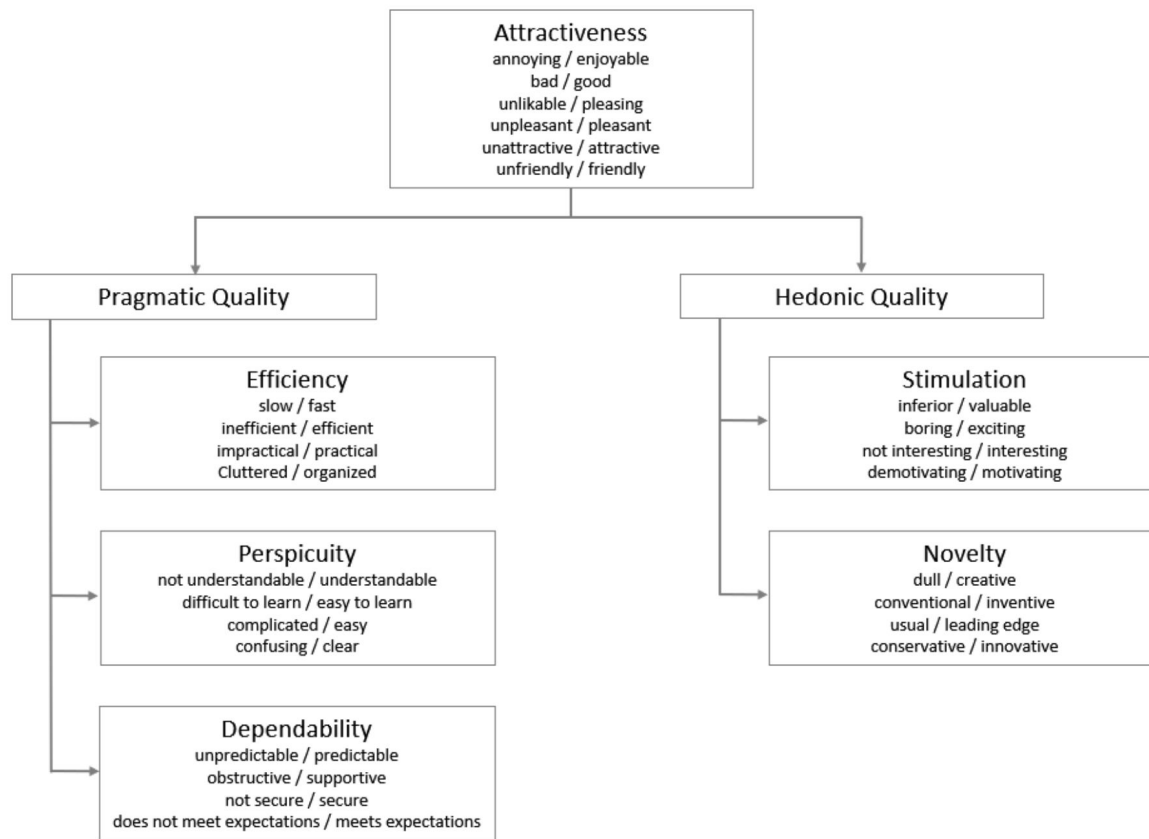 Attractiveness
annoying / enjoyable
bad / good
unlikable / pleasing
unpleasant / pleasant
unattractive / attractive
unfriendly / friendly
Pragmatic Quality
Efficiency
slow / fast
inefficient / efficient
impractical / practical
Cluttered / organized
Perspicuity
not understandable / understandable
difficult to learn / easy to learn
complicated / easy
confusing / clear
Dependability
unpredictable / predictable
obstructive / supportive
not secure / secure
does not meet expectations / meets expectations
Hedonic Quality
Stimulation
inferior / valuable
boring / exciting
not interesting / interesting
demotivating / motivating
Novelty
dull / creative
conventional / inventive
usual / leading edge
conservative / innovative